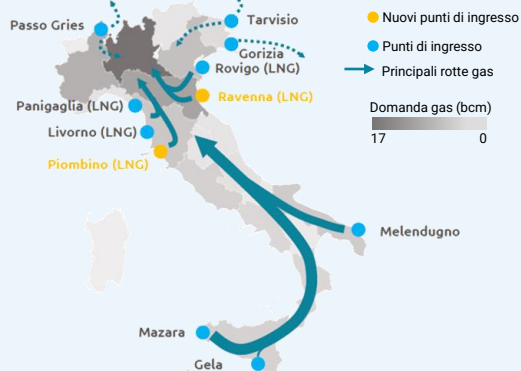 Passo Gries
Tarvisio
Gorizia
Rovigo (LNG)
Ravenna (LNG)
Panigaglia (LNG)
Livorno (LNG)
Piombino (LNG)
Melendugno
Mazara
Gela
Nuovi punti di ingresso
Punti di ingresso
Principali rotte gas
Domanda gas (bcm)
17 0